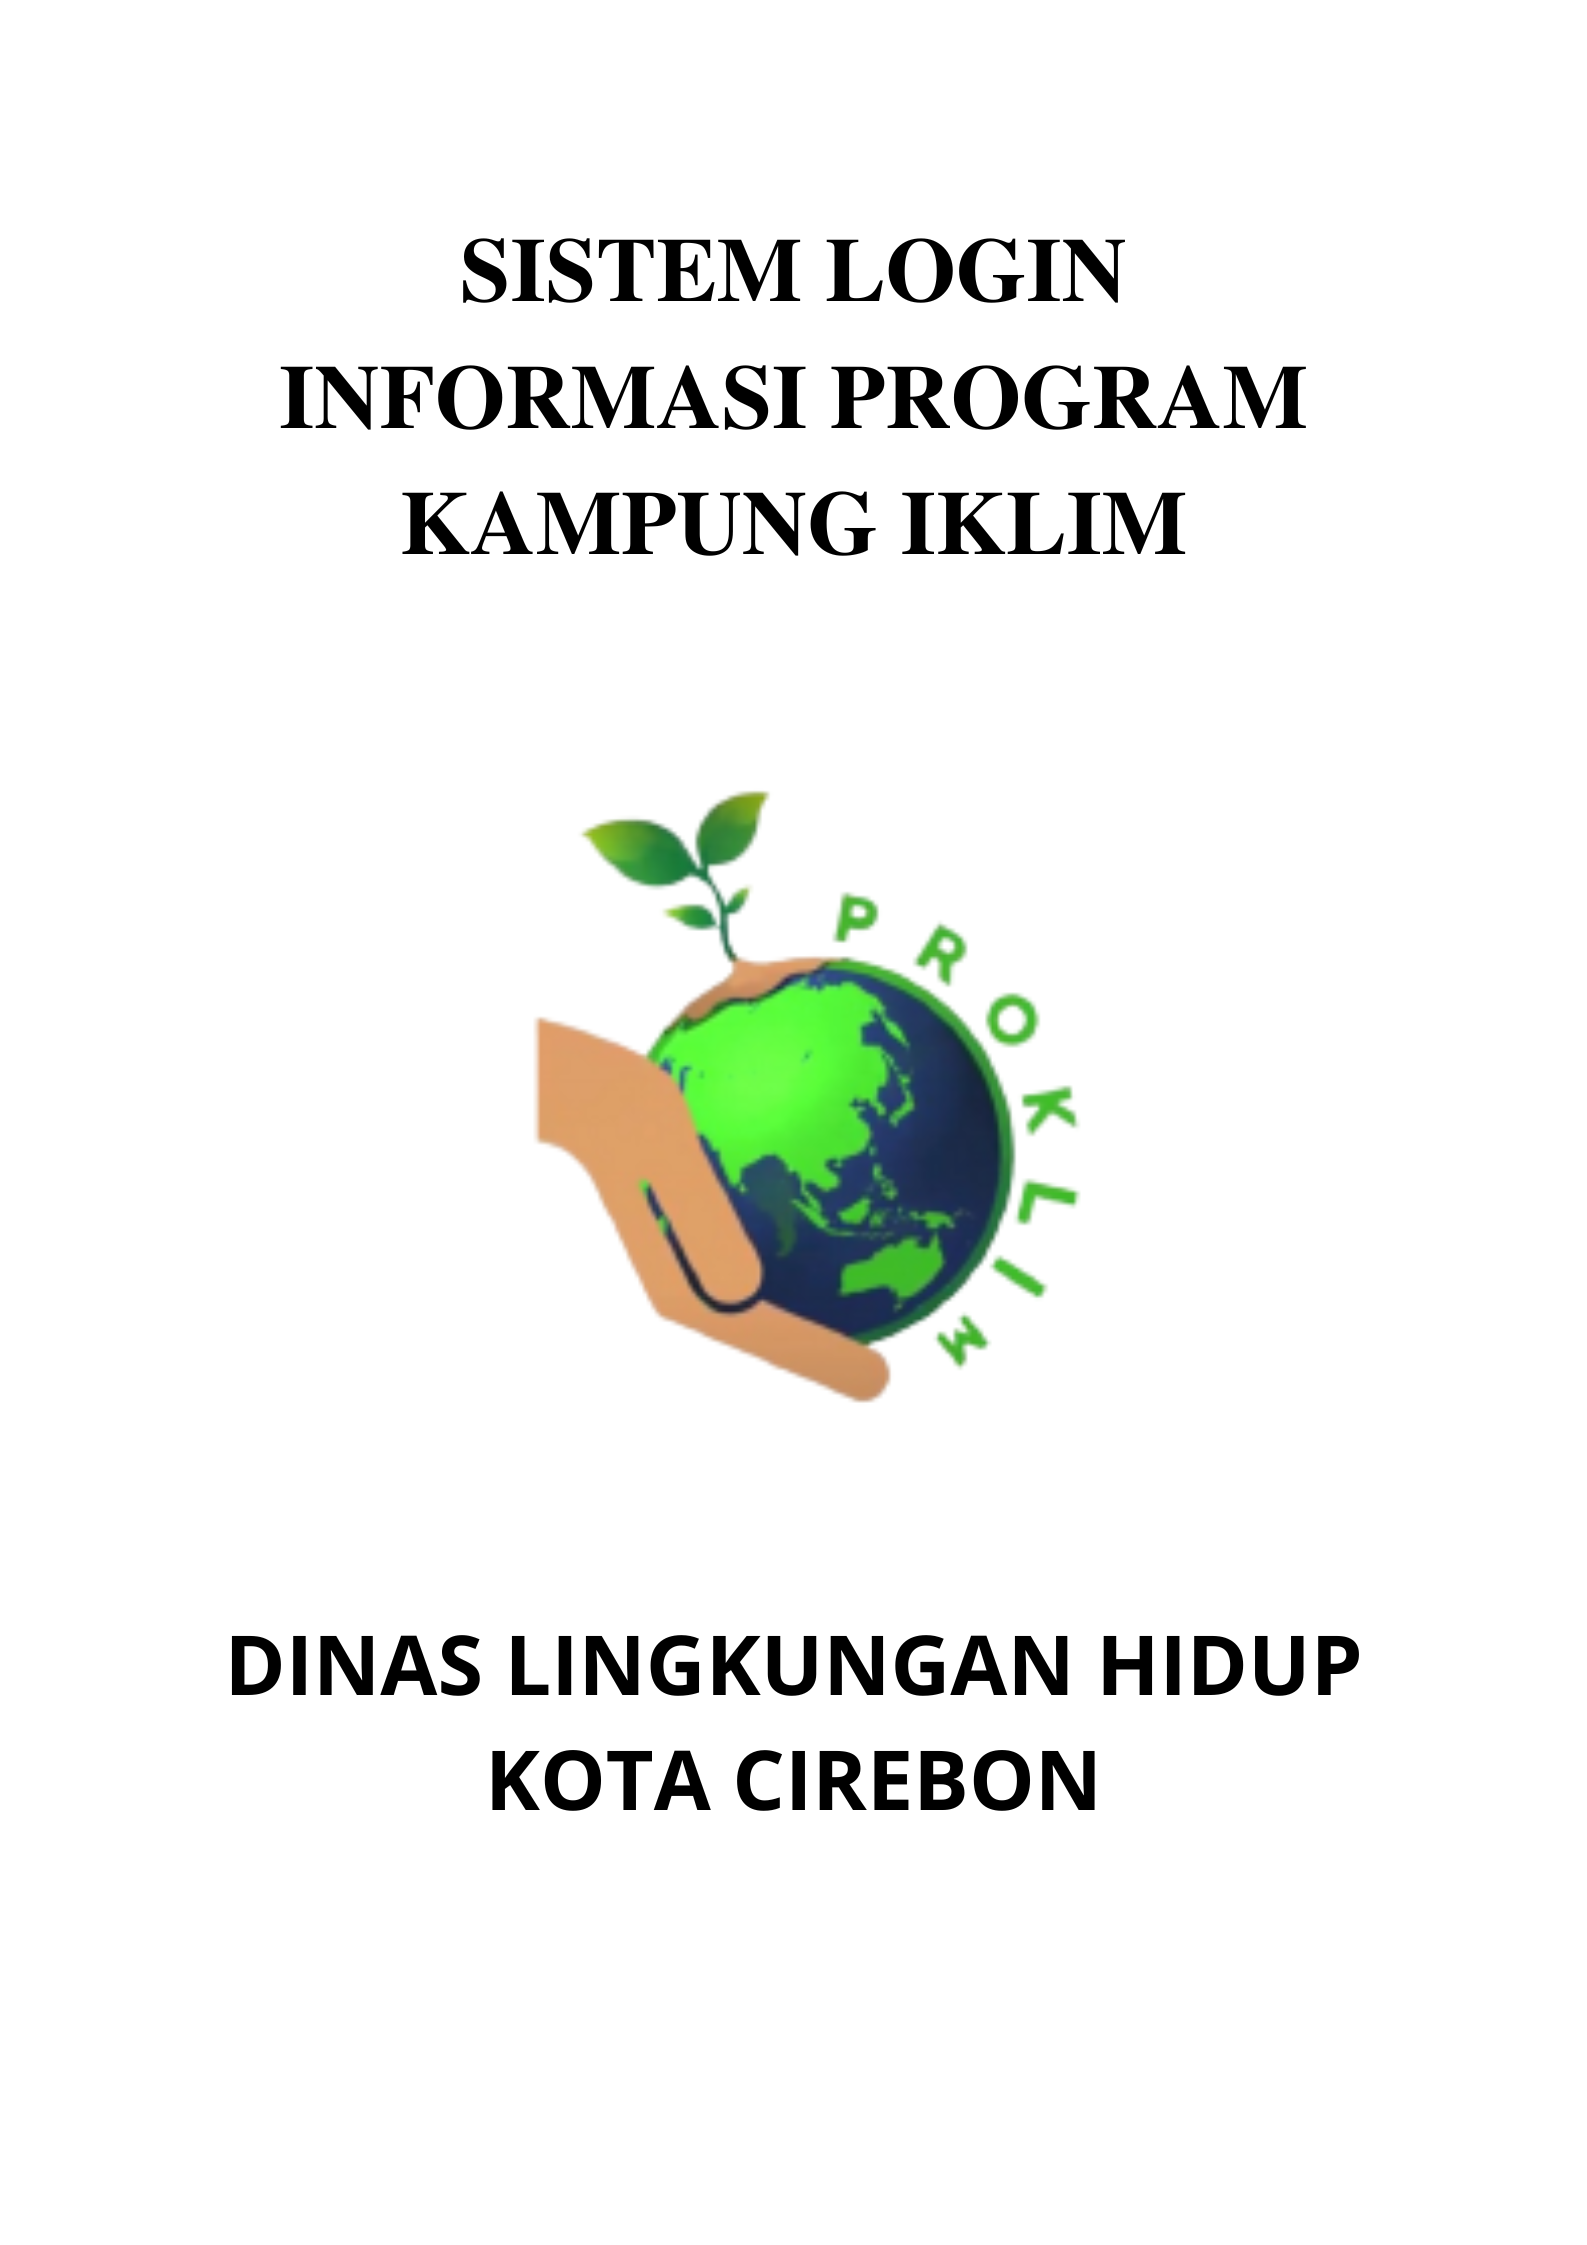 SISTEM LOGIN
INFORMASI PROGRAM
KAMPUNG IKLIM
PROKLIM
DINAS LINGKUNGAN HIDUP
KOTA CIREBON